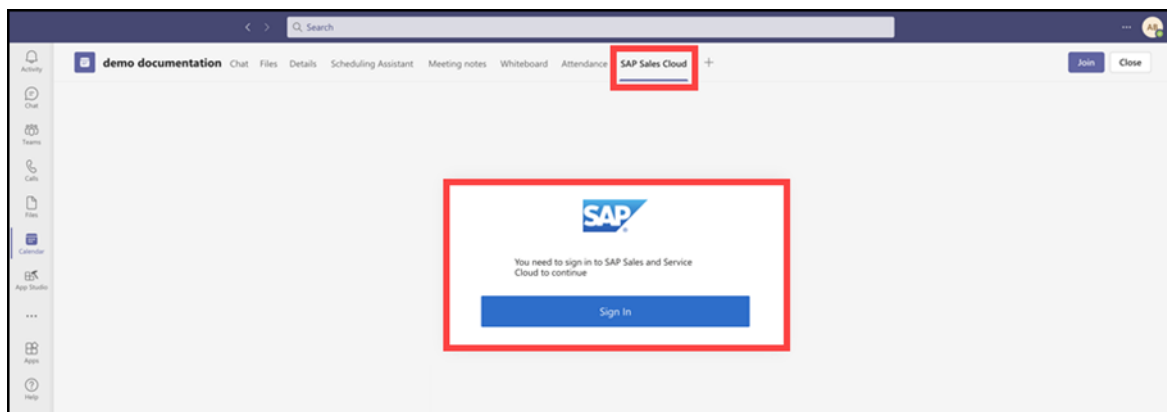 Search
AB
Activity
demo documentation Chat Files Details Scheduling Assistant Meeting notes Whiteboard Attendance SAP Sales Cloud + Join Close
Chat
Teams
Calls
Files
Calendar
App Studio
Apps
Help
SAP
You need to sign in to SAP Sales and Service
Cloud to continue
Sign In